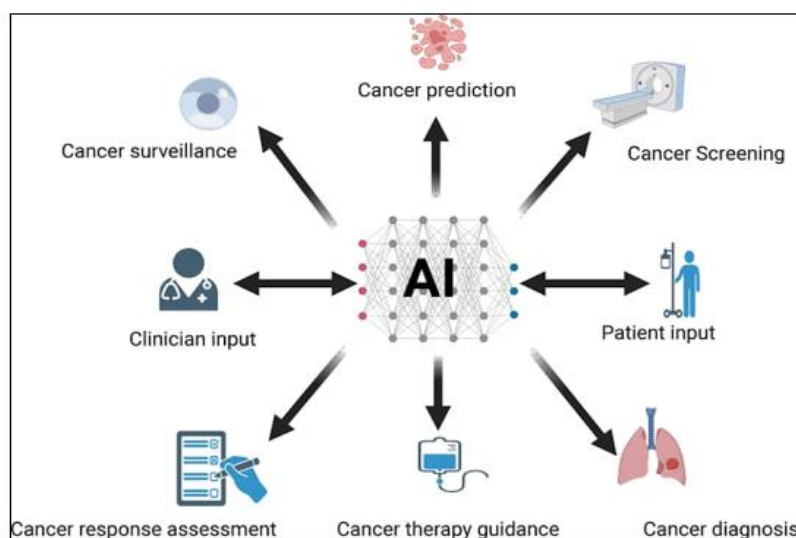 Cancer prediction
Cancer surveillance
Cancer Screening
AI
Clinician input
Patient input
Cancer response assessment
Cancer therapy guidance
Cancer diagnosis